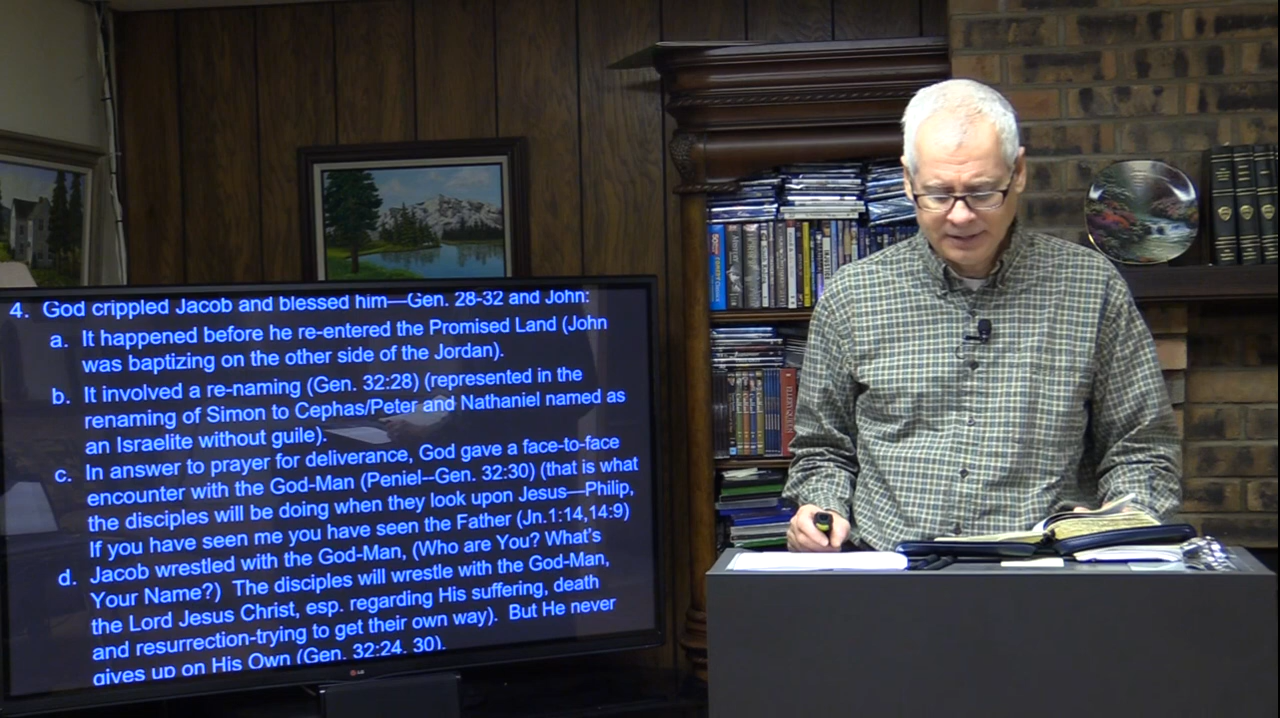 4. God crippled Jacob and blessed him—Gen. 28-32 and John:
a. It happened before he re-entered the Promised Land (John
was baptizing on the other side of the Jordan).
b. It involved a re-naming (Gen. 32:28) (represented in the
renaming of Simon to Cephas/Peter and Nathaniel named as
an Israelite without guile).
c. In answer to prayer for deliverance, God gave a face-to-face
encounter with the God-Man (Peniel--Gen. 32:30) (that is what
the disciples will be doing when they look upon Jesus—Philip,
If you have seen me you have seen the Father (Jn.1:14,14:9)
d. Jacob wrestled with the God-Man, (Who are You? What's
Your Name?) The disciples will wrestle with the God-Man,
the Lord Jesus Christ, esp. regarding His suffering, death
and resurrection-trying to get their own way). But He never
gives up on His Own (Gen. 32:24, 30).
LG